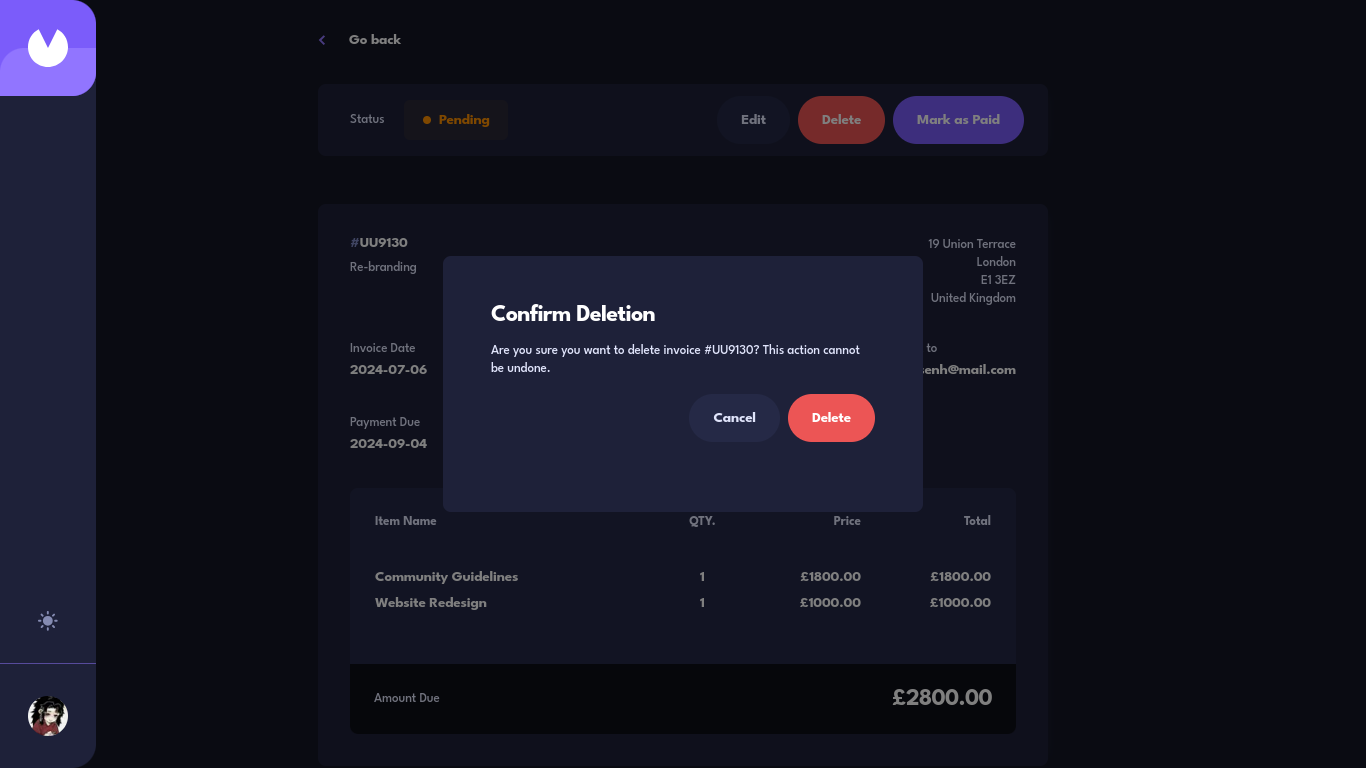 Go back
Status
Pending
Edit
Delete
Mark as Paid
#UU9130
Re-branding
19 Union Terrace
London
E1 3EZ
United Kingdom
Confirm Deletion
Are you sure you want to delete invoice #UU9130? This action cannot
be undone.
Cancel
Delete
Invoice Date
2024-07-06
to
Payment Due
2024-09-04
Item Name
QTY.
Price
Total
Community Guidelines
1
£1800.00
£1800.00
Website Redesign
1
£1000.00
£1000.00
Amount Due
£2800.00